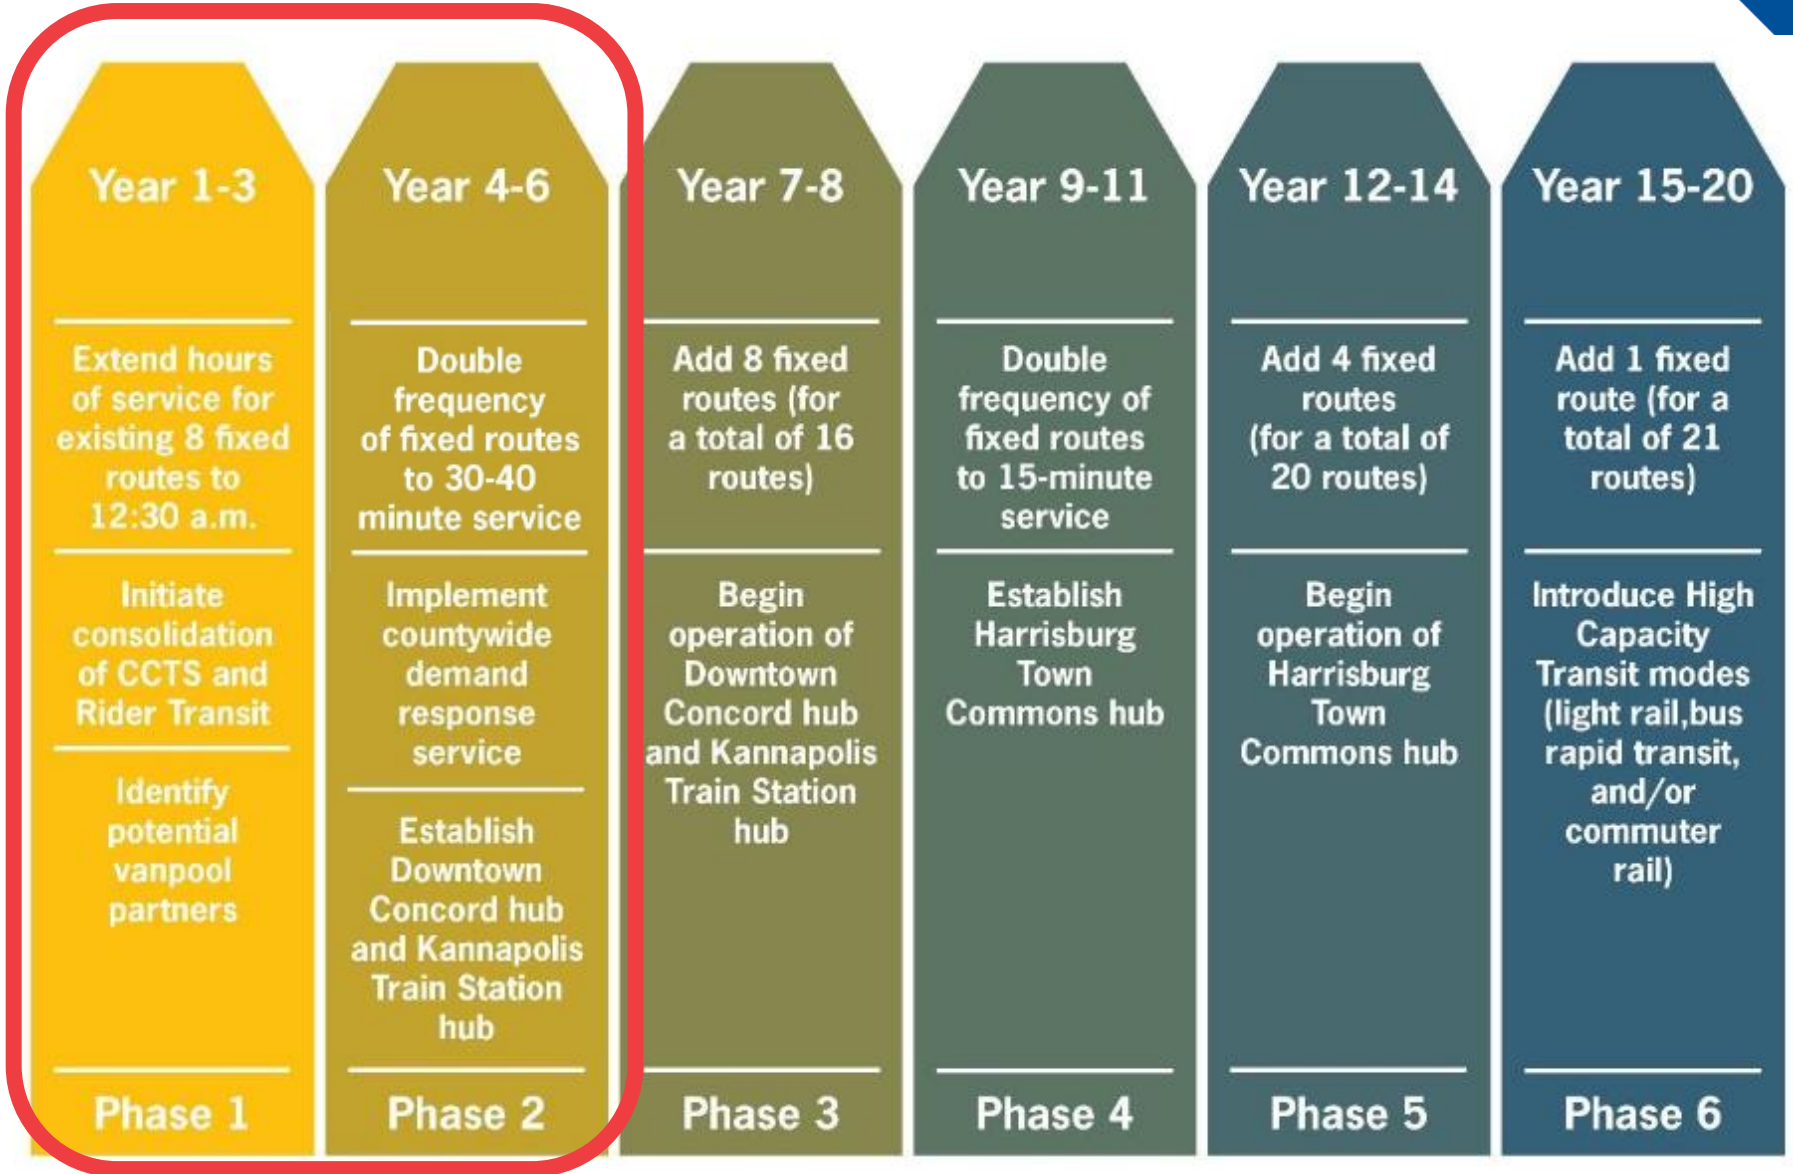 Year 1-3
Extend hours
of service for
existing 8 fixed
routes to
12:30 a.m.
Initiate
consolidation
of CCTS and
Rider Transit
Identify
potential
vanpool
partners
Phase 1
Year 4-6
Double
frequency
of fixed routes
to 30-40
minute service
Implement
countywide
demand
response
service
Establish
Downtown
Concord hub
and Kannapolis
Train Station
hub
Phase 2
Year 7-8
Add 8 fixed
routes (for
a total of 16
routes)
Begin
operation of
Downtown
Concord hub
and Kannapolis
Train Station
hub
Phase 3
Year 9-11
Double
frequency of
fixed routes
to 15-minute
service
Establish
Harrisburg
Town
Commons hub
Phase 4
Year 12-14
Add 4 fixed
routes
(for a total of
20 routes)
Begin
operation of
Harrisburg
Town
Commons hub
Phase 5
Year 15-20
Add 1 fixed
route (for a
total of 21
routes)
Introduce High
Capacity
Transit modes
(light rail,bus
rapid transit,
and/or
commuter
rail)
Phase 6